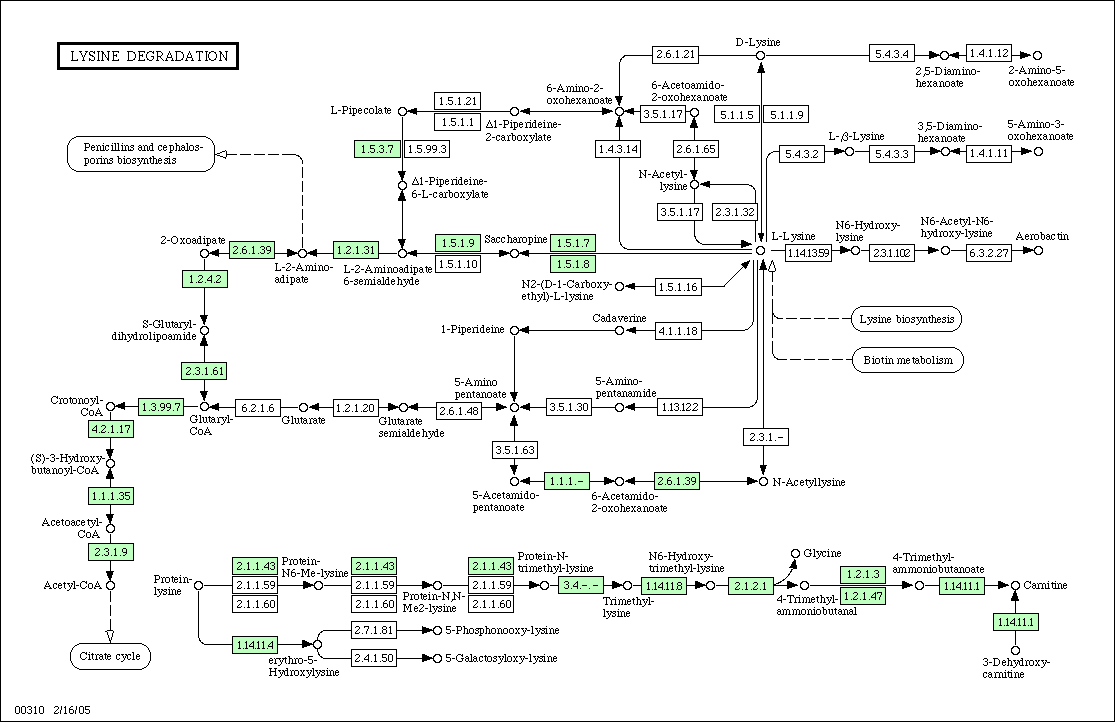 LYSINE DEGRADATION
D-Lysine
2.6.1.21
5.4.3.4
1.4.1.12
2,5-Diamino-
hexanoate
2-Amino-5-
oxohexanoate
6-Amino-2-
oxohexanoate
6-Acetoamido-
2-oxohexanoate
L-Pipecolate
1.5.1.21
1.5.1.1
Δ1-Piperideine-
2-carboxylate
3.5.1.17
5.1.1.5
5.1.1.9
L-β-Lysine
3,5-Diamino-
hexanoate
5-Amino-3-
oxohexanoate
Penicillins and cephalos-
porins biosynthesis
1.5.3.7
1.5.99.3
1.4.3.14
2.6.1.65
5.4.3.2
5.4.3.3
1.4.1.11
Δ1-Piperideine-
6-L-carboxylate
N-Acetyl-
lysine
3.5.1.17
2.3.1.32
2-Oxoadipate
2.6.1.39
L-2-Amino-
adipate
1.2.1.31
L-2-Aminoadipate
6-semialdehyde
1.5.1.9
1.5.1.10
Saccharopine
1.5.1.7
1.5.1.8
L-Lysine
1.14.13.59
N6-Hydroxy-
lysine
2.3.1.102
N6-Acetyl-N6-
hydroxy-lysine
6.3.2.27
Aerobactin
1.2.4.2
N2-(D-1-Carboxy-
ethyl)-L-lysine
1.5.1.16
S-Glutaryl-
dihydrolipoamide
1-Piperideine
Cadaverine
4.1.1.18
Lysine biosynthesis
Biotin metabolism
2.3.1.61
Crotonoyl-
CoA
1.3.99.7
Glutaryl-
CoA
6.2.1.6
Glutarate
1.2.1.20
Glutarate
semialdehyde
2.6.1.48
5-Amino
pentanoate
3.5.1.30
5-Amino-
pentanamide
1.13.12.2
4.2.1.17
2.3.1.-
(S)-3-Hydroxy-
butanoyl-CoA
3.5.1.63
1.1.1.35
5-Acetamido-
pentanoate
1.1.1.-
6-Acetamido-
2-oxohexanoate
2.6.1.39
N-Acetyllysine
Acetoacetyl-
CoA
2.3.1.9
Acetyl-CoA
Citrate cycle
Protein-
lysine
2.1.1.43
2.1.1.59
2.1.1.60
Protein-
N6-Me-lysine
2.1.1.43
2.1.1.59
2.1.1.60
Protein-N,N-
Me2-lysine
2.1.1.43
2.1.1.59
2.1.1.60
Protein-N-
trimethyl-lysine
3.4.-.-
Trimethyl-
lysine
1.14.11.8
N6-Hydroxy-
trimethyl-lysine
2.1.2.1
Glycine
4-Trimethyl-
ammoniobutanal
1.2.1.3
1.2.1.47
4-Trimethyl-
ammoniobutanoate
1.14.11.1
Carnitine
1.14.11.1
3-Dehydroxy-
carnitine
1.14.11.4
erythro-5-
Hydroxylysine
2.7.1.81
5-Phosphonooxy-lysine
2.4.1.50
5-Galactosyloxy-lysine
00310 2/16/05